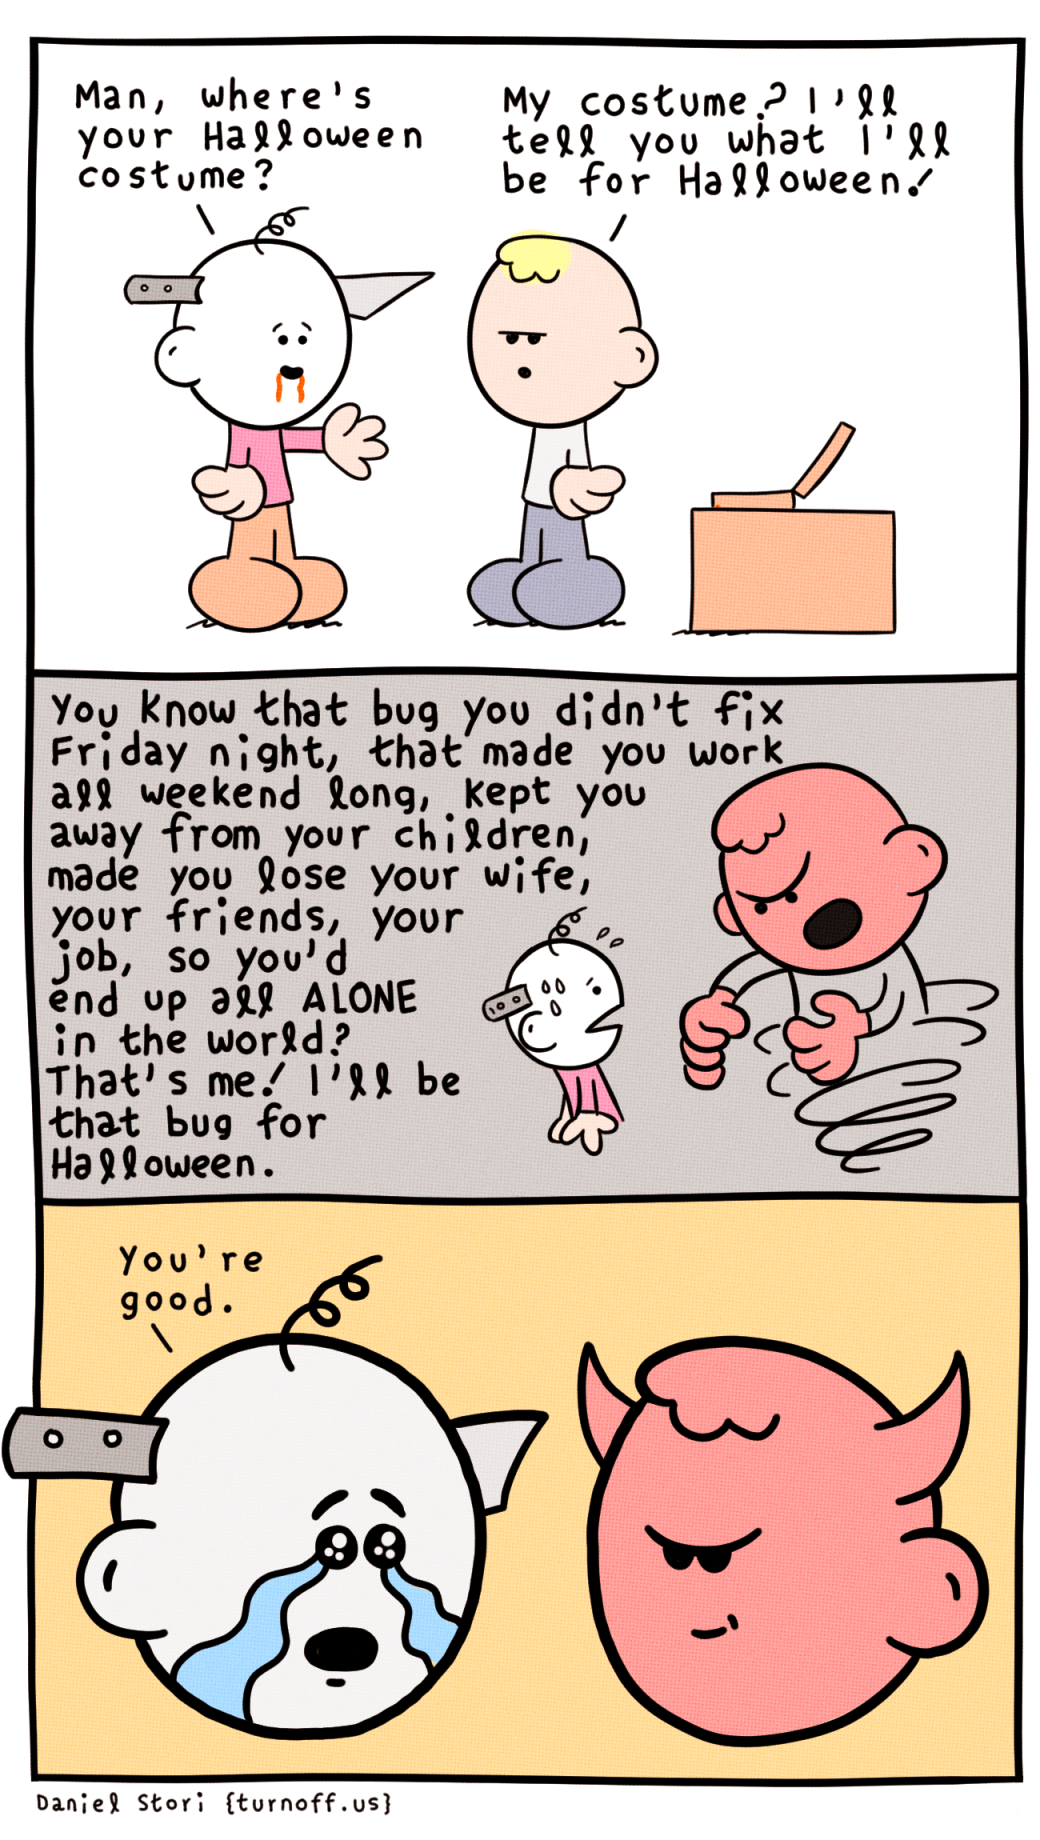 Man, where's
your Halloween
costume?
My costume? I'll
tell you what I'll
be for Halloween!
You know that bug you didn't fix
Friday night, that made you work
all weekend long, kept you
away from your children,
made you lose your wife,
your friends, your
job, so you'd
end up all ALONE
in the world?
That's me! I'll be
that bug for
Halloween.
You're
good.
Daniel Stori {turnoff.us}